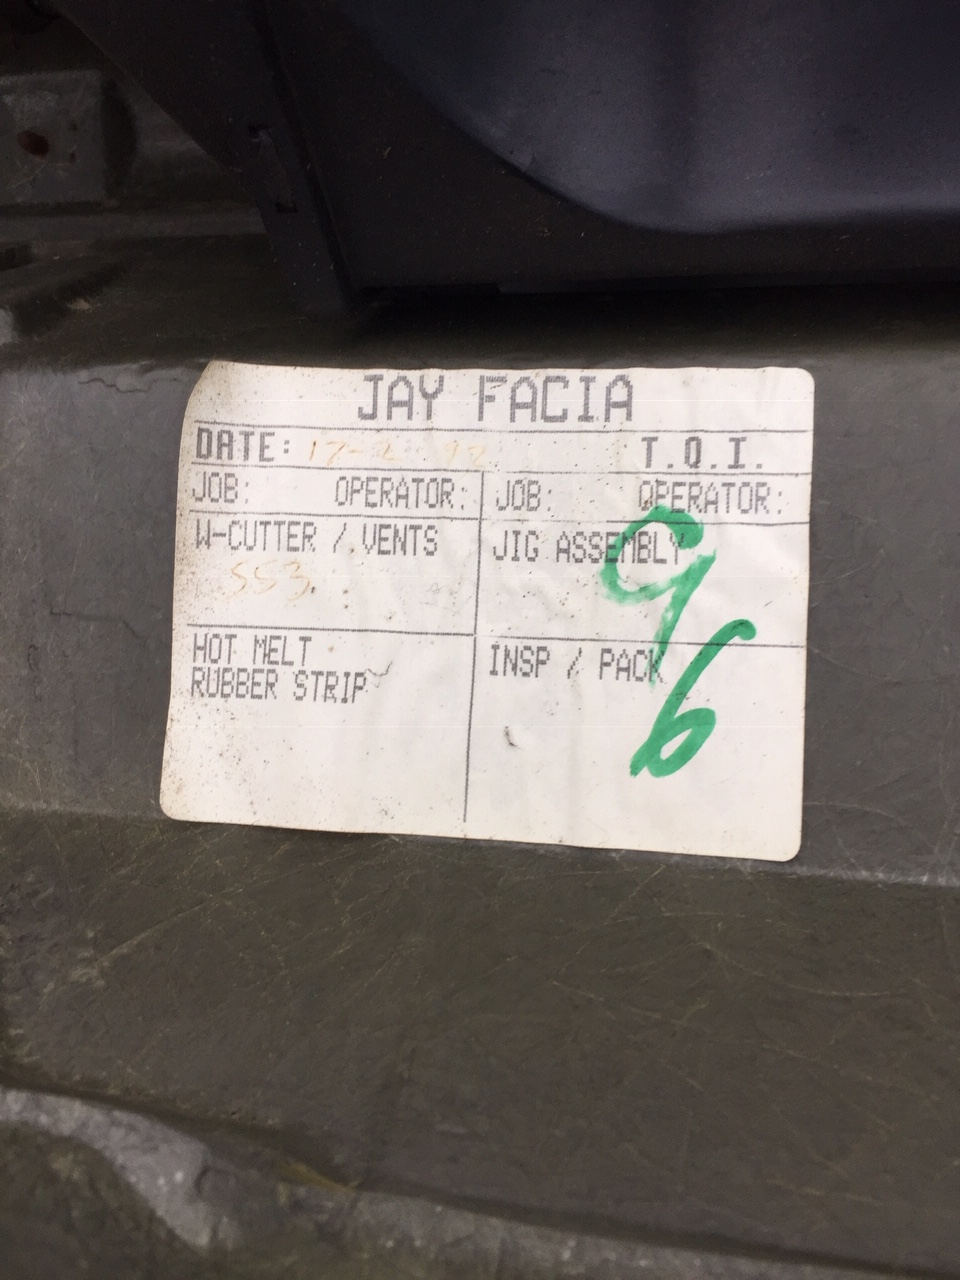 JAY FACIA
DATE: 17-2 92 T.Q.I.
JOB: OPERATOR: JOB: OPERATOR:
W-CUTTER / VENTS JIG ASSEMBLY
553
9
HOT MELT INSP / PACK
RUBBER STRIP
6